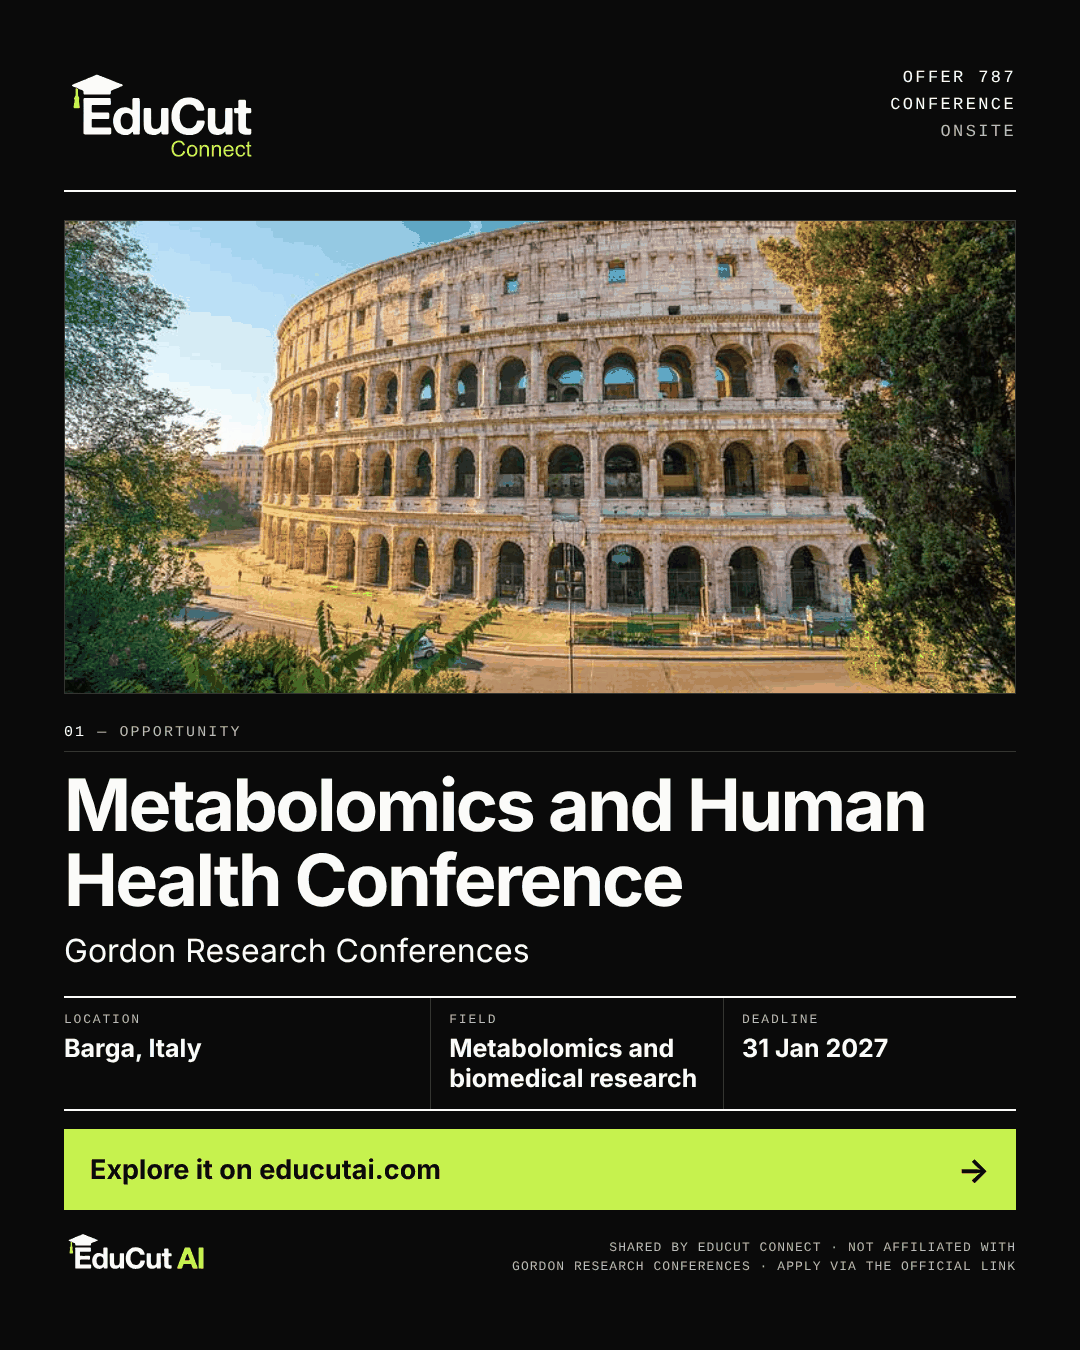 EduCut
Connect
OFFER 787
CONFERENCE
ONSITE
01 — OPPORTUNITY
Metabolomics and Human
Health Conference
Gordon Research Conferences
LOCATION
Barga, Italy
FIELD
Metabolomics and
biomedical research
DEADLINE
31 Jan 2027
Explore it on educutai.com →
EduCut AI
SHARED BY EDUCUT CONNECT · NOT AFFILIATED WITH
GORDON RESEARCH CONFERENCES · APPLY VIA THE OFFICIAL LINK